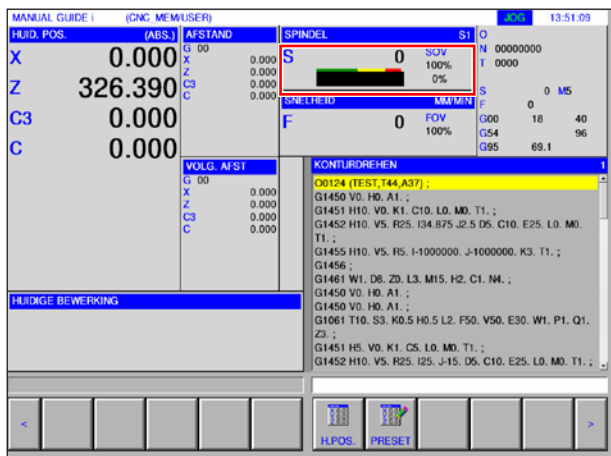 MANUAL GUIDE i (CNC_MEM/USER) JOG 13:51:09
HUID. POS. (ABS.)
X 0.000
Z 326.390
C3 0.000
C 0.000
AFSTAND
G 00
X 0.000
Z 0.000
C3 0.000
C 0.000
SPINDEL S1
S 0 SOV
100%
0%
SNELHEID MM/MIN
F 0 FOV
100%
O
N 00000000
T 0000
S 0 M5
F 0
G00 18 40
G54 96
G95 69.1
VOLG. AFST
G 00
X 0.000
Z 0.000
C3 0.000
C 0.000
HUIDIGE BEWERKING
KONTURDREHEN 1
O0124 (TEST,T44,A37) ;
G1450 V0. H0. A1. ;
G1451 H10. V0. K1. C10. L0. M0. T1. ;
G1452 H10. V5. R25. I34.875 J2.5 D5. C10. E25. L0. M0.
T1. ;
G1455 H10. V5. R5. I-1000000. J-1000000. K3. T1. ;
G1456 ;
G1461 W1. D6. Z0. L3. M15. H2. C1. N4. ;
G1450 V0. H0. A1. ;
G1450 V0. H0. A1. ;
G1061 T10. S3. K0.5 H0.5 L2. F50. V50. E30. W1. P1. Q1.
Z3. ;
G1451 H5. V0. K1. C5. L0. M0. T1. ;
G1452 H10. V5. R25. I25. J-15. D5. C10. E25. L0. M0. T1. ;
< H.POS. PRESET >